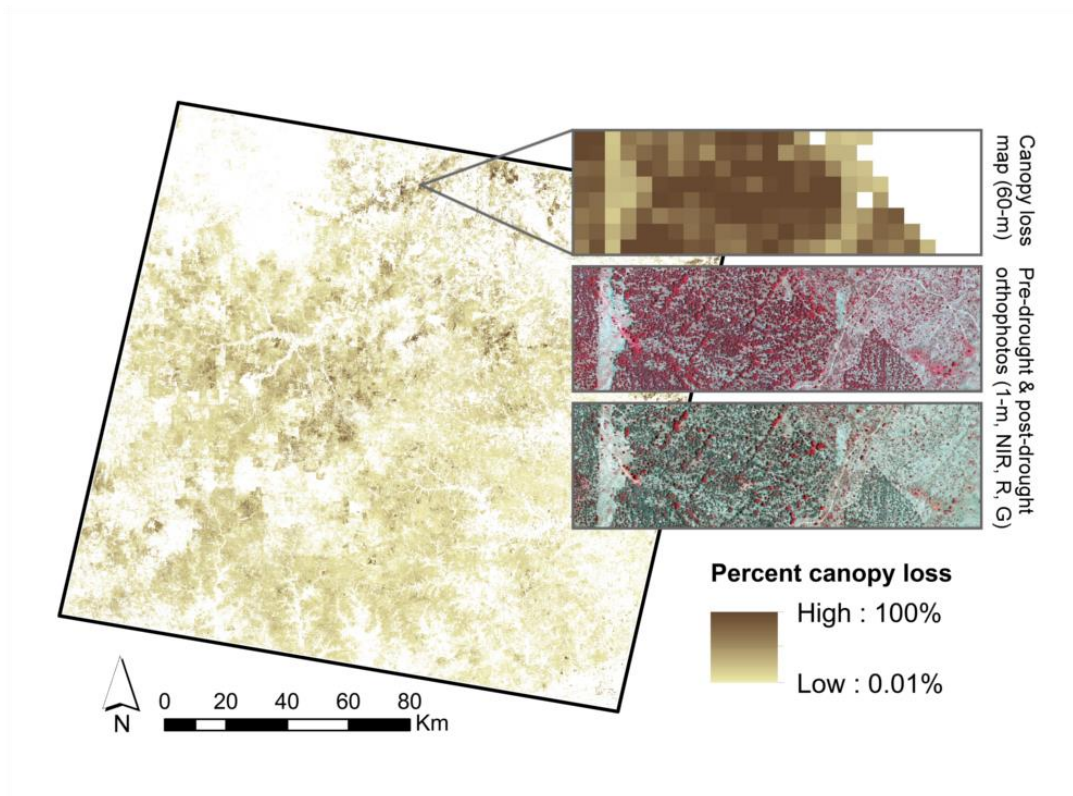 Canopy loss
map (60-m)
Pre-drought & post-drought
orthophotos (1-m, NIR, R, G)
Percent canopy loss
High : 100%
Low : 0.01%
N
0 20 40 60 80
Km